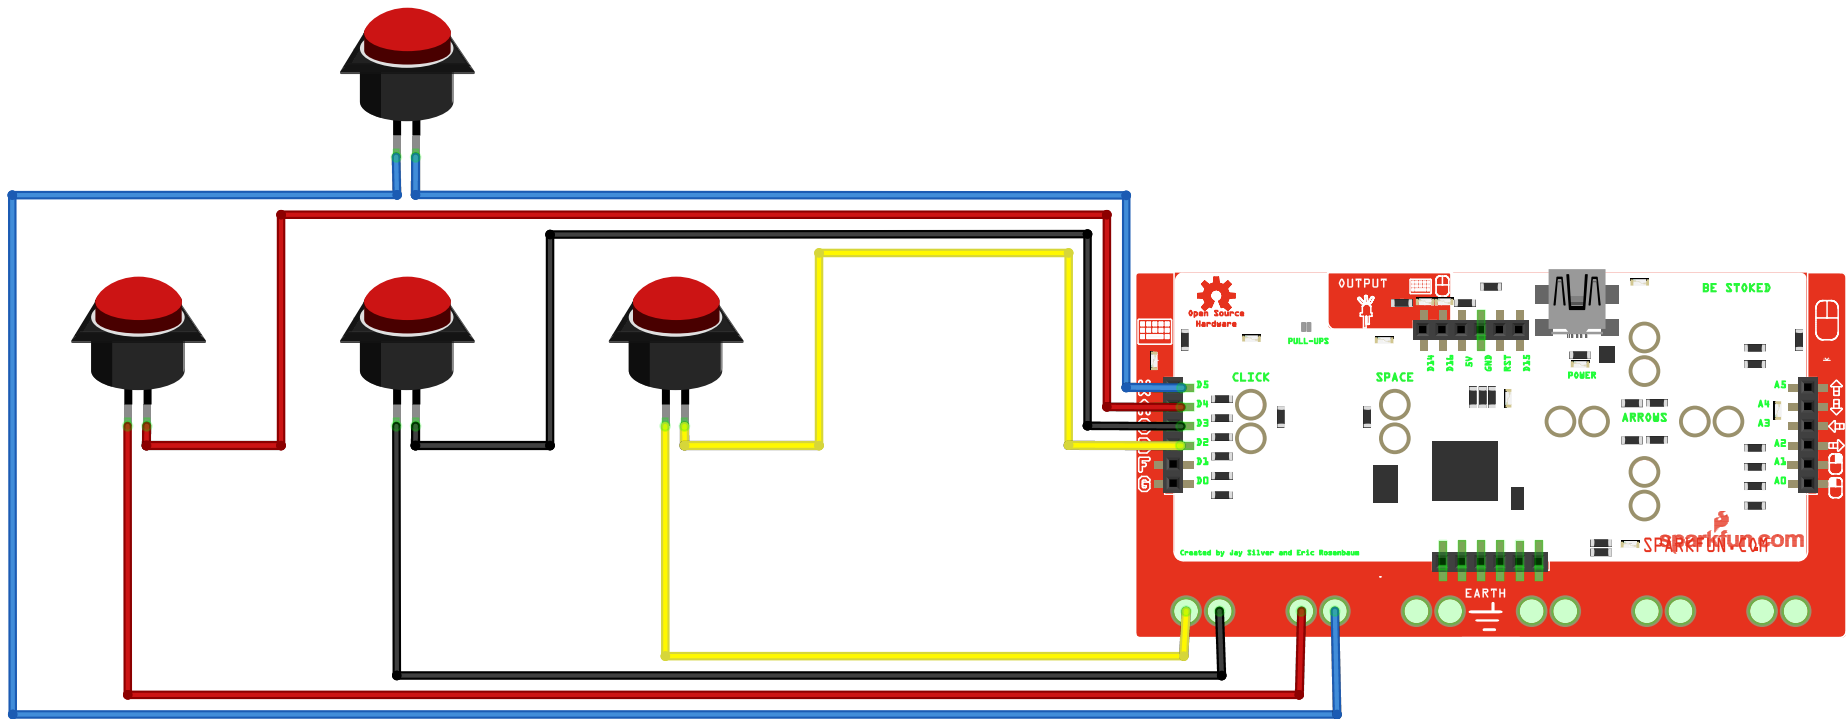 OUTPUT
BE STOKED
Open Source
Hardware
PULL-UPS
D14
D16
5V
GND
RST
D15
POWER
CLICK
SPACE
ARROWS
D5
D4
D3
D2
D1
D0
F
G
A5
A4
A3
A2
A1
A0
sparkfun.com
SPARKFUN.COM
Created by Jay Silver and Eric Rosenbaum
EARTH